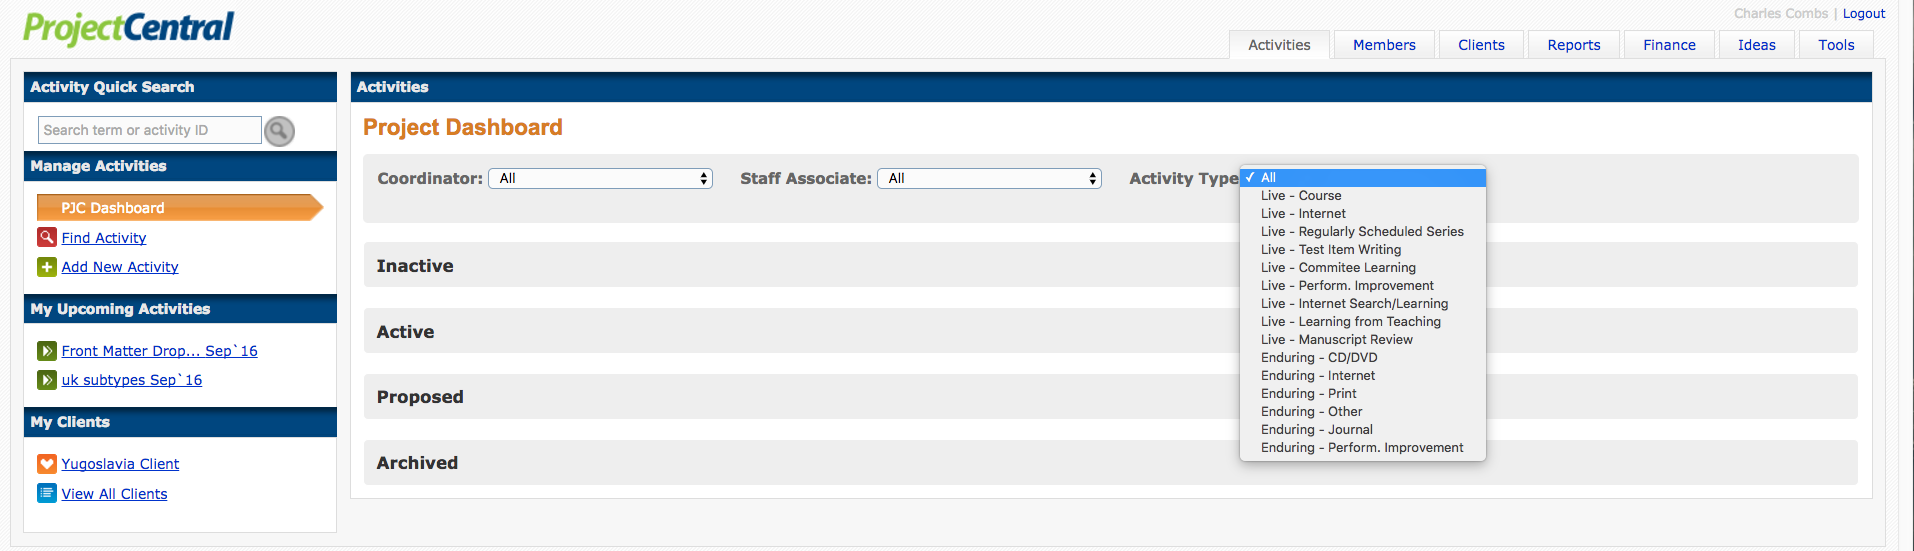 ProjectCentral
Charles Combs | Logout
Activities
Members
Clients
Reports
Finance
Ideas
Tools
Activity Quick Search
Search term or activity ID
Manage Activities
PJC Dashboard
Find Activity
Add New Activity
My Upcoming Activities
Front Matter Drop... Sep`16
uk subtypes Sep`16
My Clients
Yugoslavia Client
View All Clients
Activities
Project Dashboard
Coordinator: All
Staff Associate: All
Activity Type
✓ All
Live - Course
Live - Internet
Live - Regularly Scheduled Series
Live - Test Item Writing
Live - Commitee Learning
Live - Perform. Improvement
Live - Internet Search/Learning
Live - Learning from Teaching
Live - Manuscript Review
Enduring - CD/DVD
Enduring - Internet
Enduring - Print
Enduring - Other
Enduring - Journal
Enduring - Perform. Improvement
Inactive
Active
Proposed
Archived